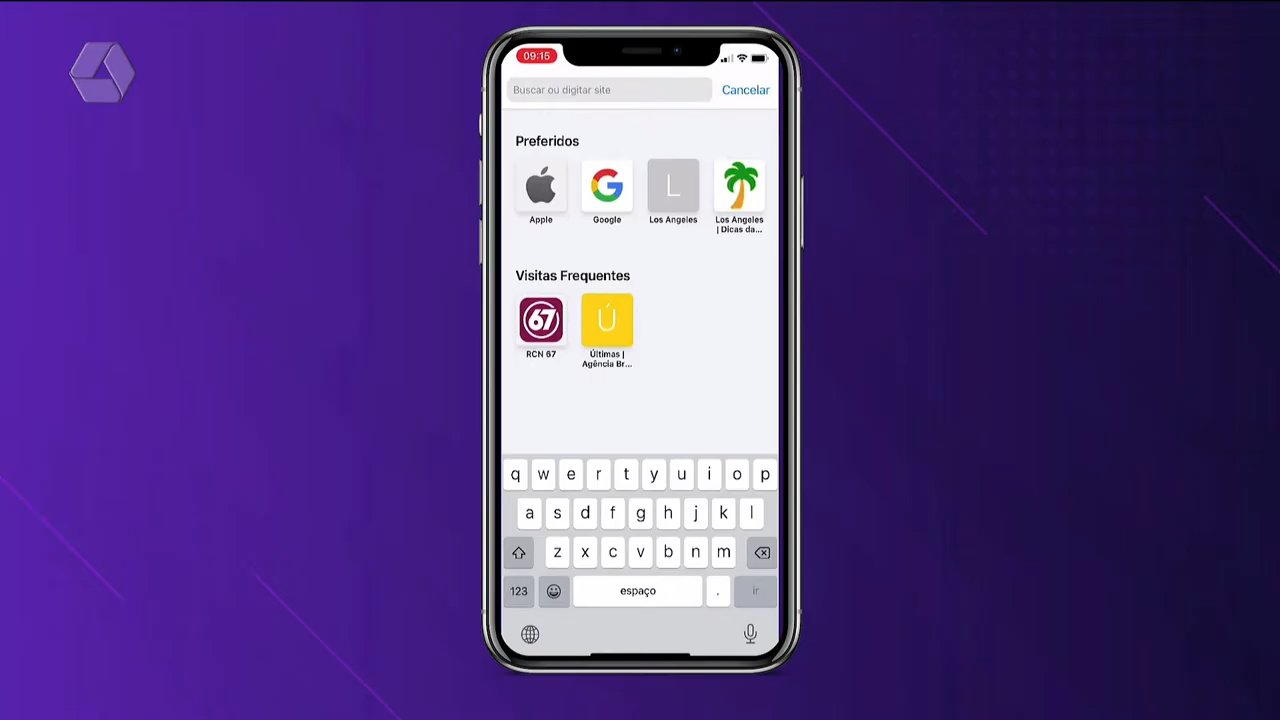 09:15
Buscar ou digitar site
Cancelar
Preferidos
L
Apple
Google
Los Angeles
Los Angeles
| Dicas da...
Visitas Frequentes
67
Ú
RCN 67
Últimas |
Agência Br...
q w e r t y u i o p
a s d f g h j k l
z x c v b n m
123
espaço
.
ir